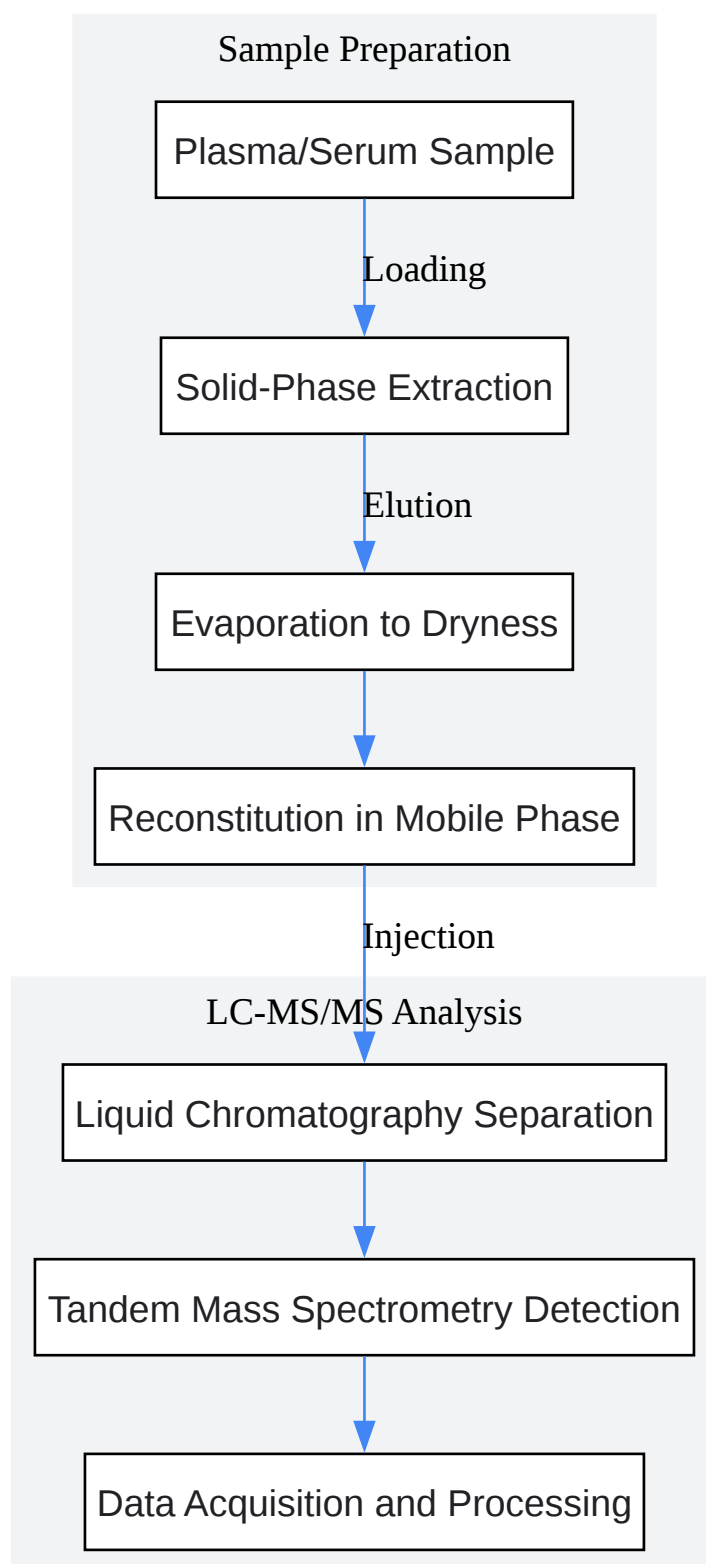 Sample Preparation
Plasma/Serum Sample
Loading
Solid-Phase Extraction
Elution
Evaporation to Dryness
Reconstitution in Mobile Phase
Injection
LC-MS/MS Analysis
Liquid Chromatography Separation
Tandem Mass Spectrometry Detection
Data Acquisition and Processing